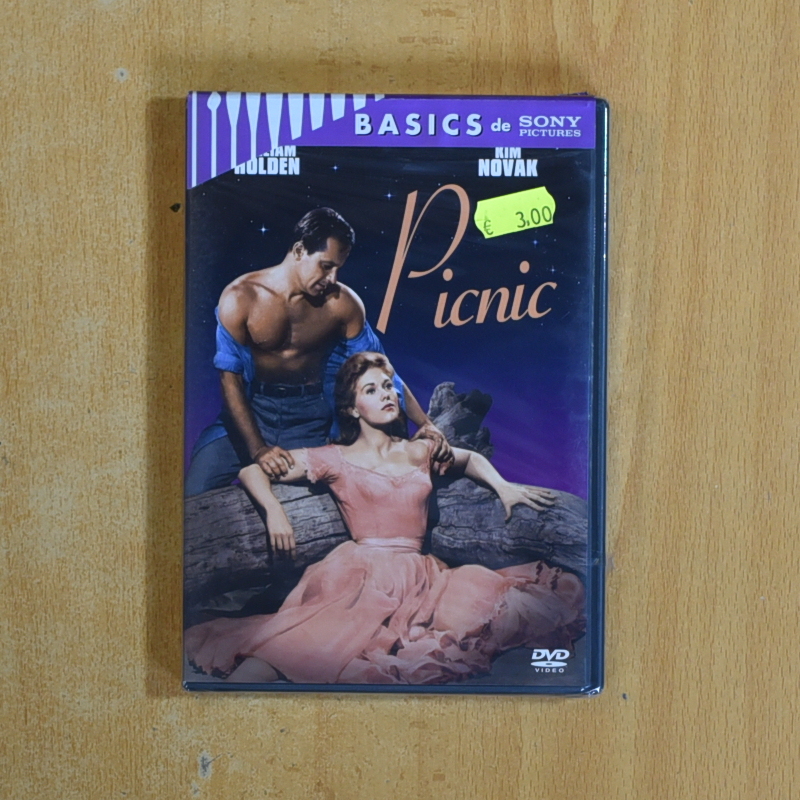 BASICS de SONY PICTURES
HOLDEN
KIM
NOVAK
€ 3,00
Picnic
DVD
VIDEO